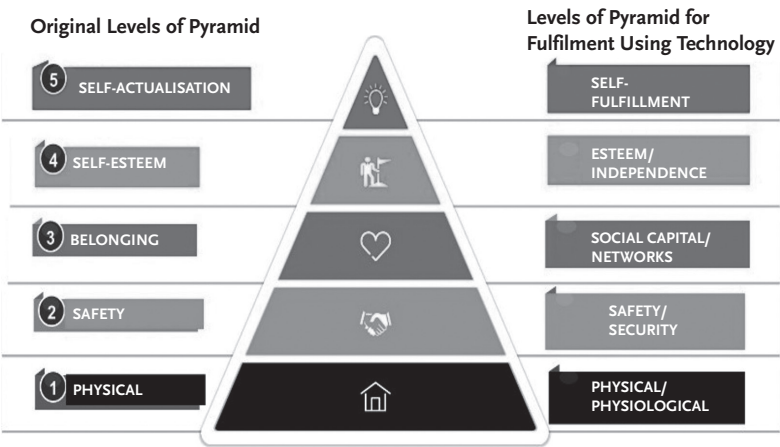 Original Levels of Pyramid
Levels of Pyramid for
Fulfilment Using Technology
5 SELF-ACTUALISATION
SELF-
FULFILLMENT
4 SELF-ESTEEM
ESTEEM/
INDEPENDENCE
3 BELONGING
SOCIAL CAPITAL/
NETWORKS
2 SAFETY
SAFETY/
SECURITY
1 PHYSICAL
PHYSICAL/
PHYSIOLOGICAL